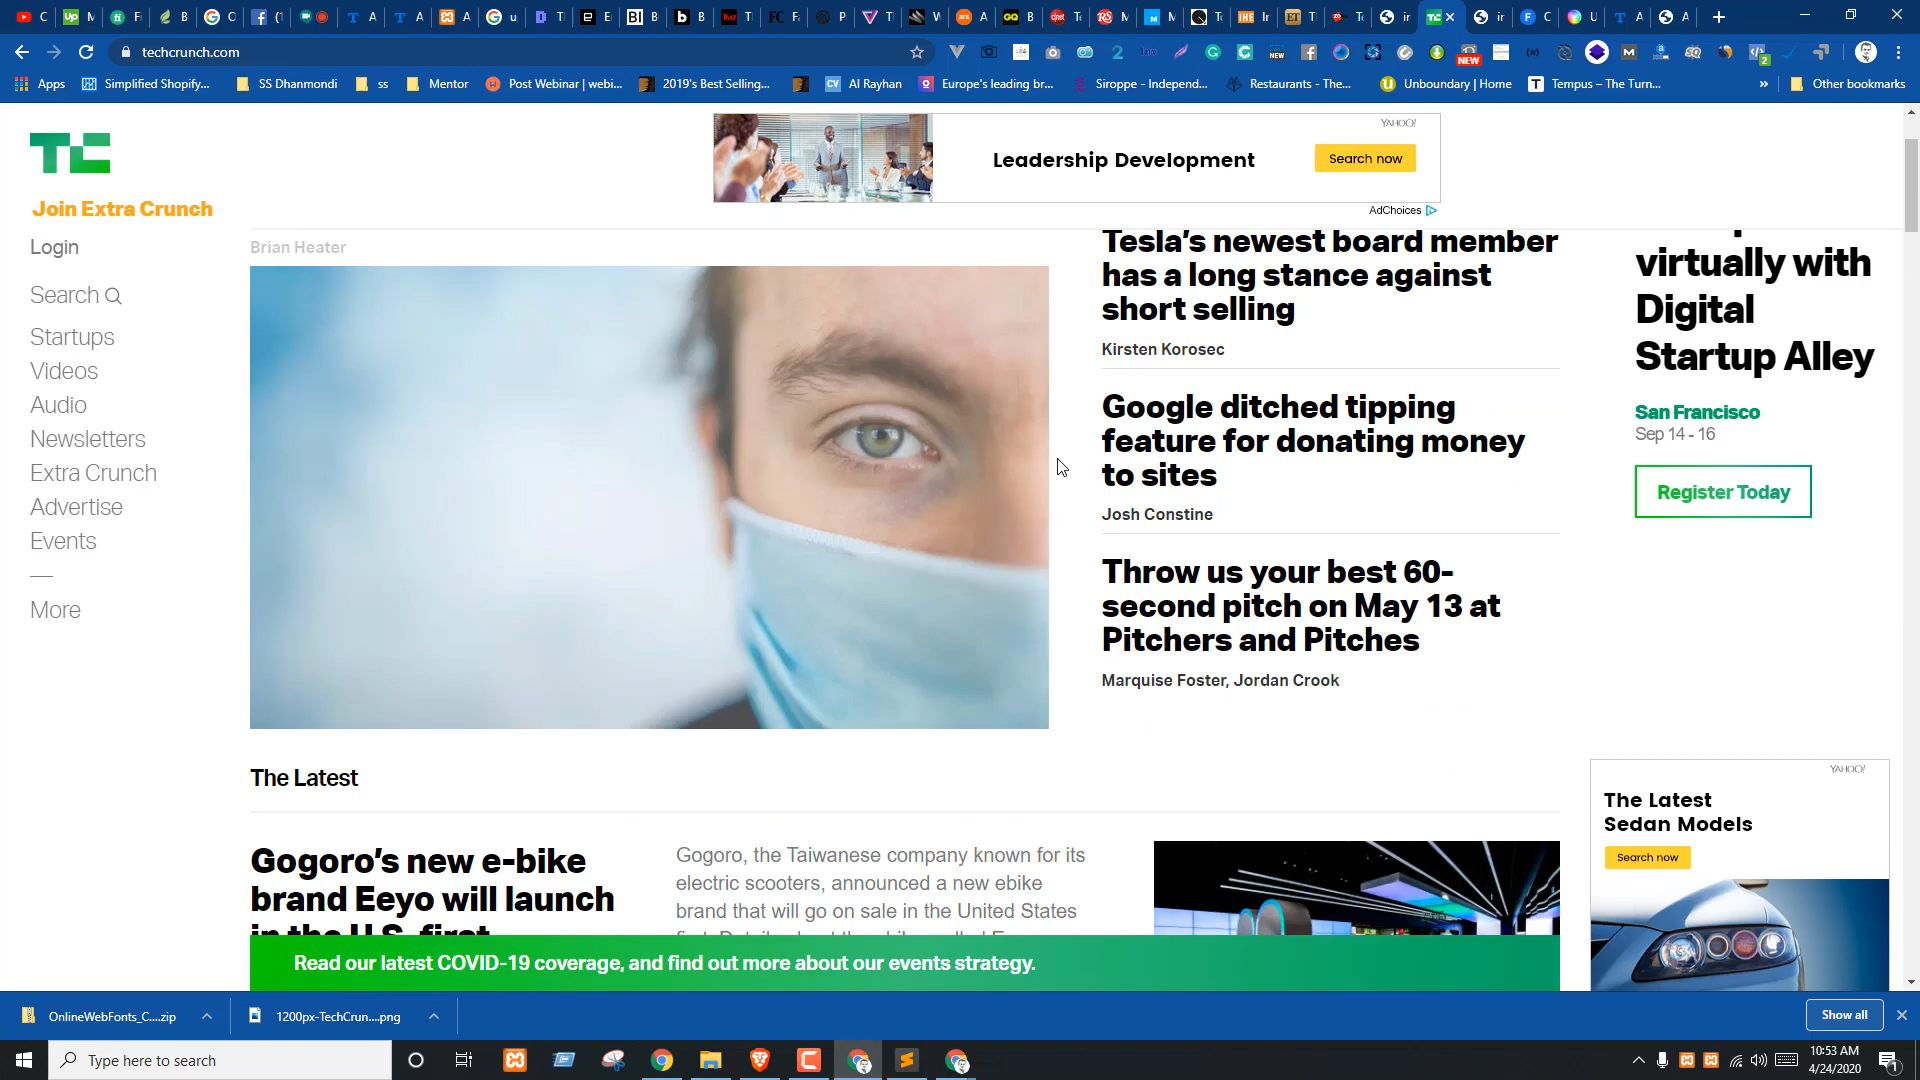 techcrunch.com
Apps
Simplified Shopify...
SS Dhanmondi
ss
Mentor
Post Webinar | webi...
2019's Best Selling...
Al Rayhan
Europe's leading br...
Siroppe - Independ...
Restaurants - The...
Unboundary | Home
Tempus – The Turn...
»
Other bookmarks
TC
Join Extra Crunch
Login
Search
Startups
Videos
Audio
Newsletters
Extra Crunch
Advertise
Events
—
More
YAHOO!
Leadership Development
Search now
AdChoices
Brian Heater
Tesla's newest board member
has a long stance against
short selling
Kirsten Korosec
Google ditched tipping
feature for donating money
to sites
Josh Constine
Throw us your best 60-
second pitch on May 13 at
Pitchers and Pitches
Marquise Foster, Jordan Crook
virtually with
Digital
Startup Alley
San Francisco
Sep 14 - 16
Register Today
The Latest
Gogoro's new e-bike
brand Eeyo will launch
in the U.S. first
Gogoro, the Taiwanese company known for its
electric scooters, announced a new ebike
brand that will go on sale in the United States
YAHOO!
The Latest
Sedan Models
Search now
Read our latest COVID-19 coverage, and find out more about our events strategy.
OnlineWebFonts_C....zip
1200px-TechCrun....png
Show all
Type here to search
10:53 AM
4/24/2020